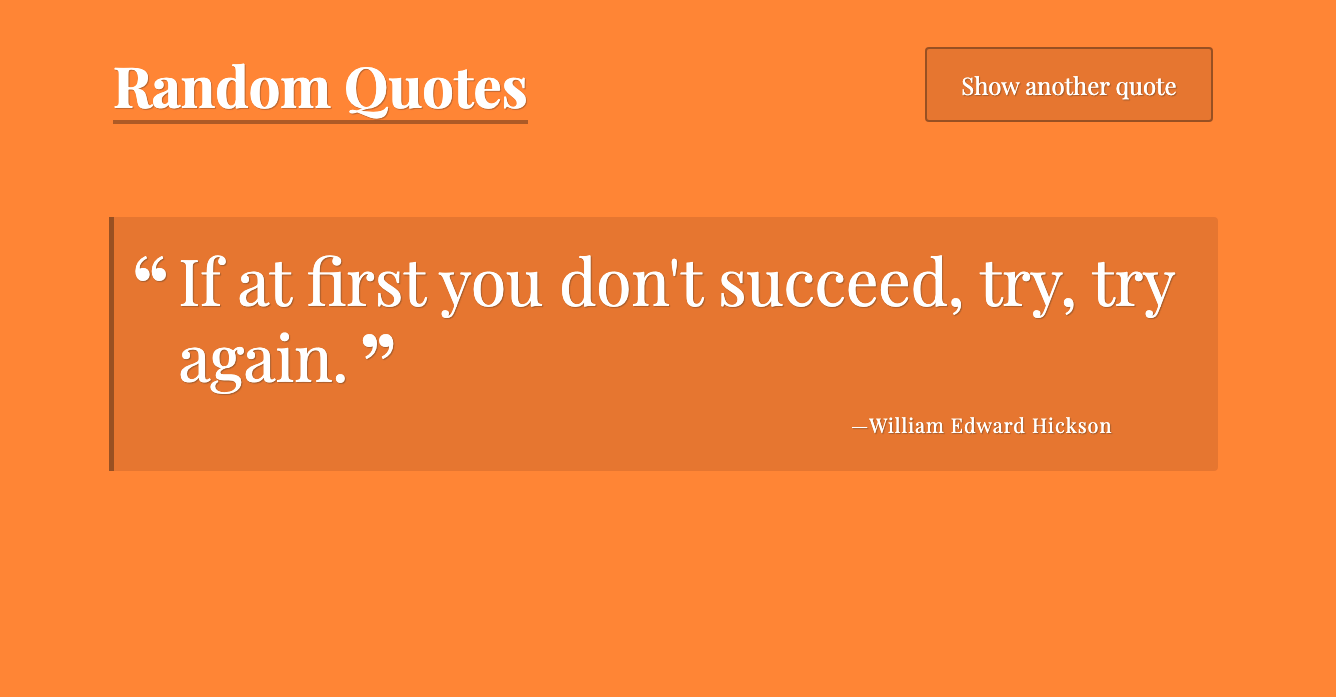 Random Quotes
Show another quote
“ If at first you don't succeed, try, try
again. ”
—William Edward Hickson